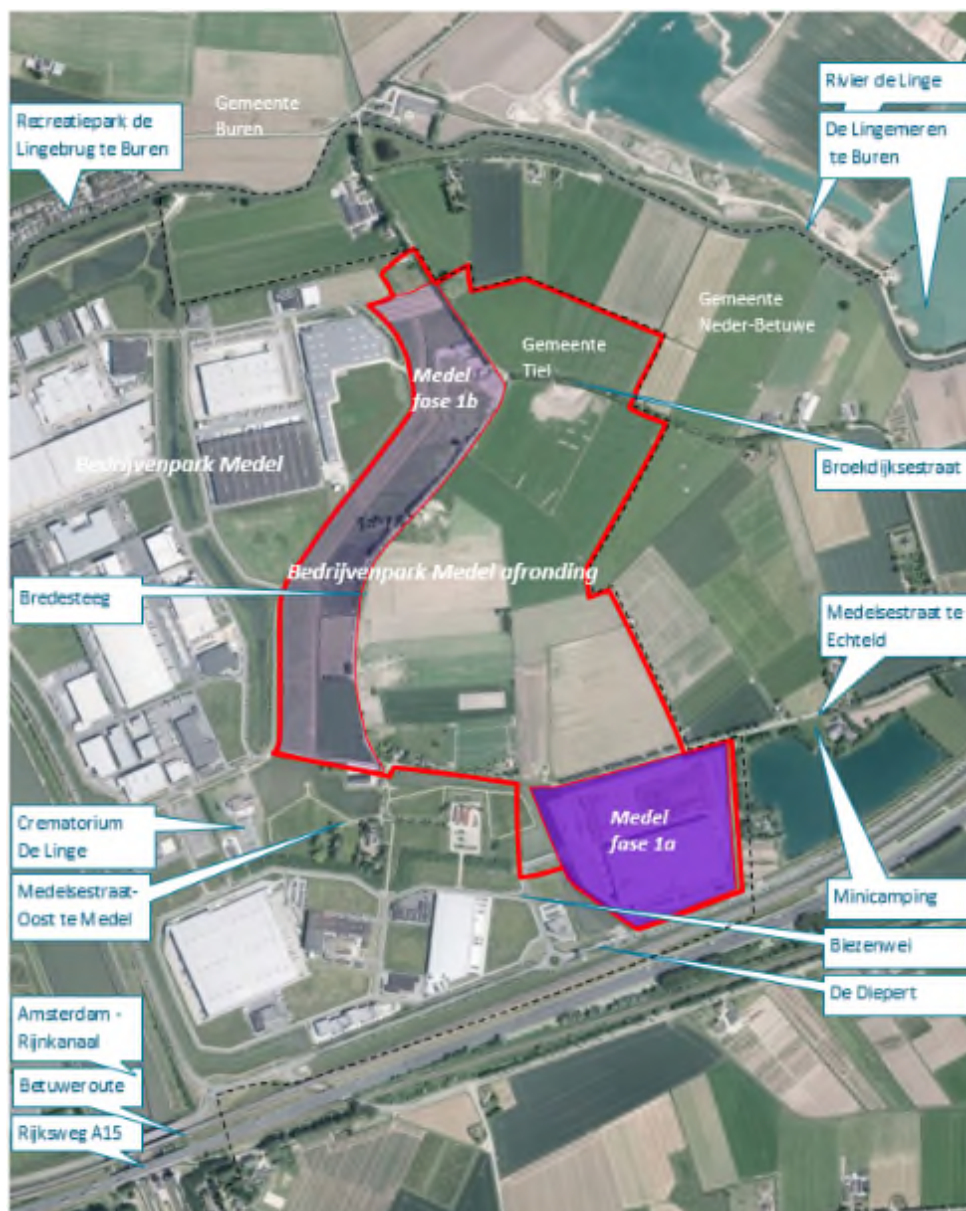 Rivier de Linge
De Lingemeren
te Buren
Gemeente
Buren
Recreatiepark de
Lingebrug te Buren
Gemeente
Neder-Betuwe
Gemeente
Tiel
Medel
fase 1b
Bedrijvenpark Medel
Broekdijksestraat
Bedrijvenpark Medel afronding
Bredesteeg
Medelsestraat te
Echteld
Medel
fase 1a
Crematorium
De Linge
Medelsestraat-
Oost te Medel
Minicamping
Biezenwei
De Diepert
Amsterdam -
Rijnkanaal
Betuweroute
Rijksweg A15